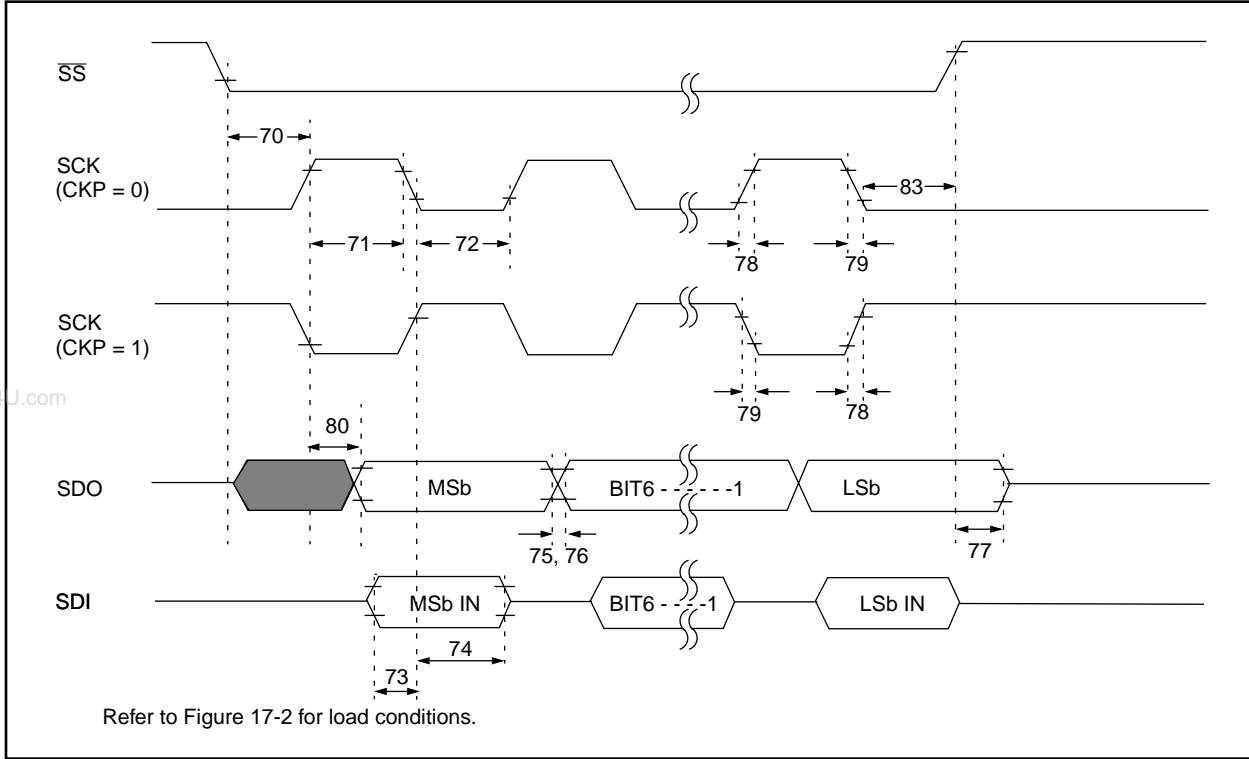 SS
70
SCK
(CKP = 0)
83
71
72
78
79
SCK
(CKP = 1)
79
78
80
SDO
MSb
BIT6 - - - - - -1
LSb
75, 76
77
SDI
MSb IN
BIT6 - - - -1
LSb IN
74
73
Refer to Figure 17-2 for load conditions.
U.com